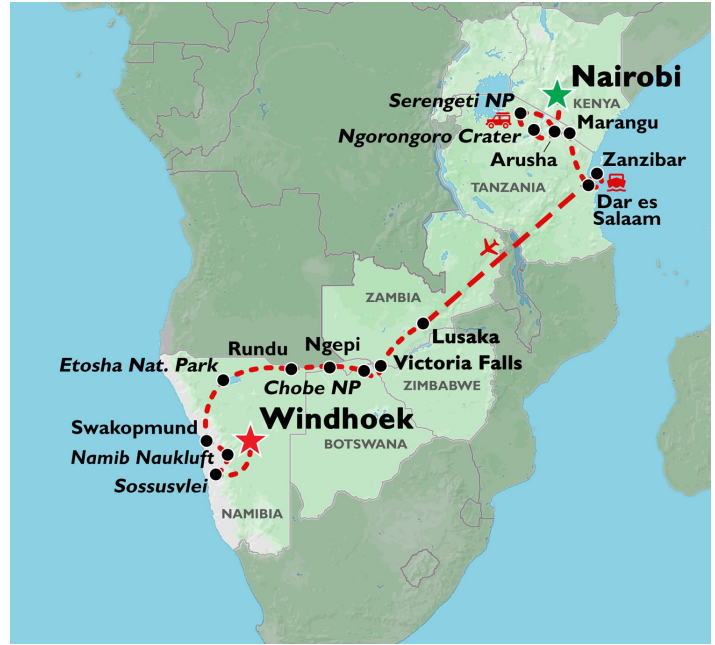 Nairobi
KENYA
Serengeti NP
Marangu
Ngorongoro Crater
Arusha
Zanzibar
TANZANIA
Dar es
Salaam
ZAMBIA
Lusaka
Rundu
Ngepi
Etosha Nat. Park
Victoria Falls
Chobe NP
ZIMBABWE
Windhoek
Swakopmund
BOTSWANA
Namib Naukluft
Sossusvlei
NAMIBIA